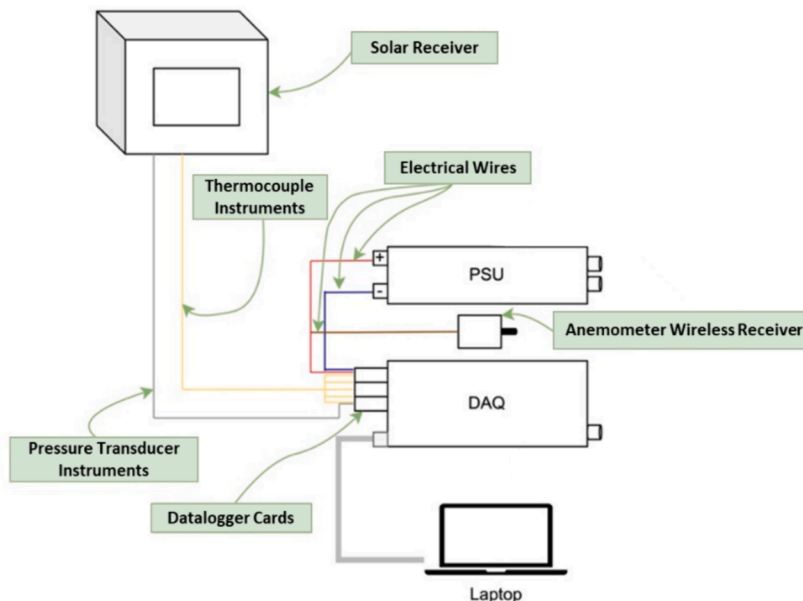 Solar Receiver
Electrical Wires
Thermocouple
Instruments
+
PSU
-
Anemometer Wireless Receiver
DAQ
Pressure Transducer
Instruments
Datalogger Cards
Laptop